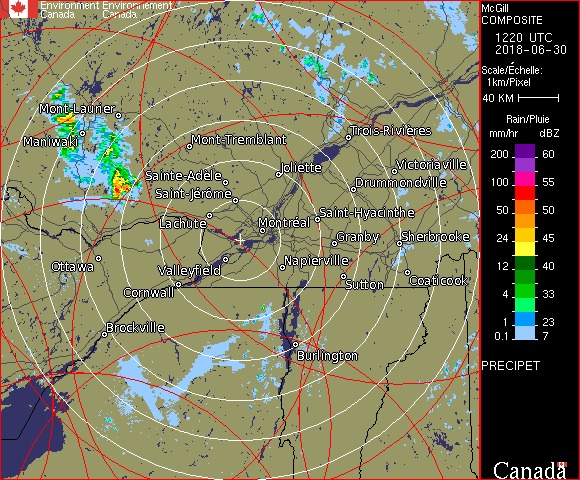 Environment Environnement
Canada Canada
McGill
COMPOSITE
1220 UTC
2018-06-30
Scale/Échelle:
1km/Pixel
40 KM
Rain/Pluie
mm/hr dBZ
200 60
150 100 55
100 55
50 50
24 45
12 40
4 33
1 23
0.1 7
PRECIPET
Canada
Mont-Laurier
Maniwaki
Mont-Tremblant
Trois-Rivières
Joliette
Victoriaville
Sainte-Adèle
Drummondville
Saint-Jérôme
Saint-Hyacinthe
Lachute
Montréal
Granby
Sherbrooke
Ottawa
Valleyfield
Napierville
Cornwall
Sutton
Coaticook
Brockville
Burlington